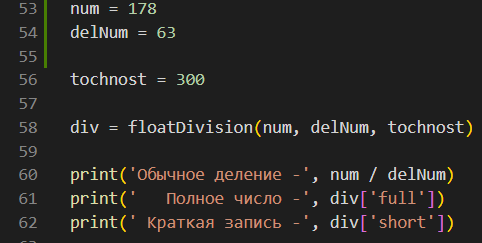 53 num = 178
54 delNum = 63
55
56 tochnost = 300
57
58 div = floatDivision(num, delNum, tochnost)
59
60 print('Обычное деление -', num / delNum)
61 print('   Полное число -', div['full'])
62 print(' Краткая запись -', div['short'])